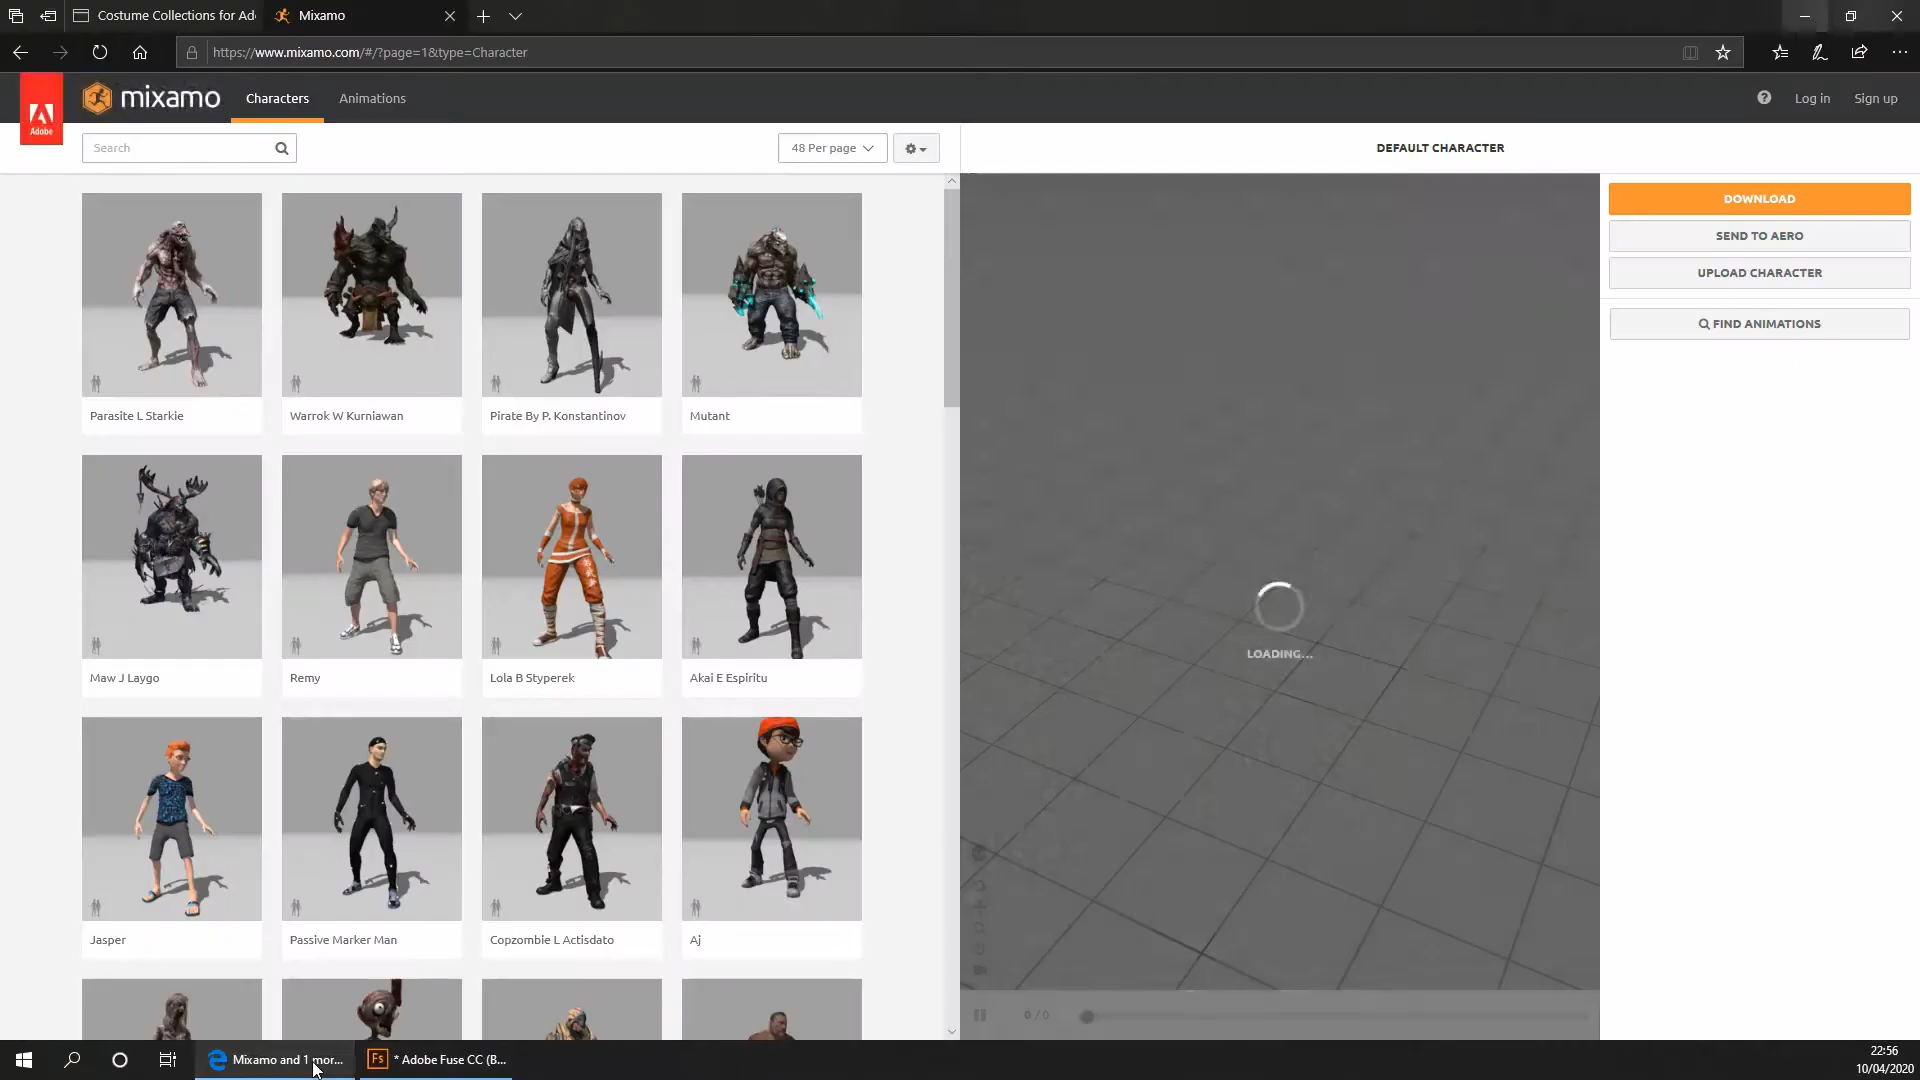 Costume Collections for Ad
Mixamo
https://www.mixamo.com/#/?page=1&type=Character
Adobe
mixamo
Characters
Animations
Log in
Sign up
Search
48 Per page
DEFAULT CHARACTER
DOWNLOAD
SEND TO AERO
UPLOAD CHARACTER
FIND ANIMATIONS
Parasite L Starkie
Warrok W Kurniawan
Pirate By P. Konstantinov
Mutant
Maw J Laygo
Remy
Lola B Styperek
Akai E Espiritu
LOADING...
Jasper
Passive Marker Man
Copzombie L Actisdato
Aj
0 / 0
Mixamo and 1 mor...
Fs
* Adobe Fuse CC (B...
22:56
10/04/2020